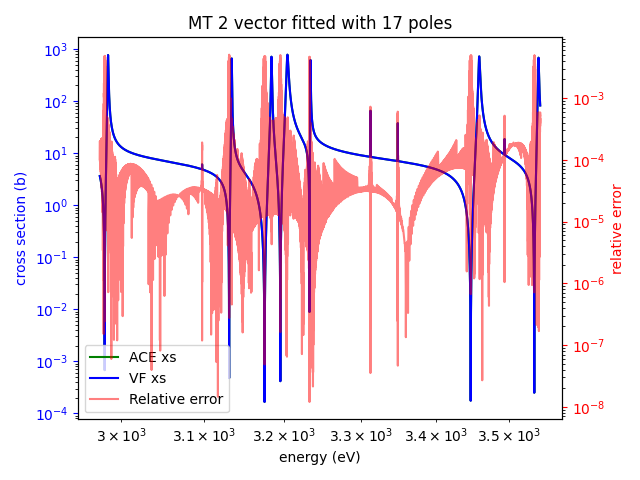 MT 2 vector fitted with 17 poles
10³
10²
10¹
10⁰
10⁻¹
10⁻²
10⁻³
10⁻⁴
cross section (b)
10⁻³
10⁻⁴
10⁻⁵
10⁻⁶
10⁻⁷
10⁻⁸
relative error
ACE xs
VF xs
Relative error
3 × 10³ 3.1 × 10³ 3.2 × 10³ 3.3 × 10³ 3.4 × 10³ 3.5 × 10³
energy (eV)